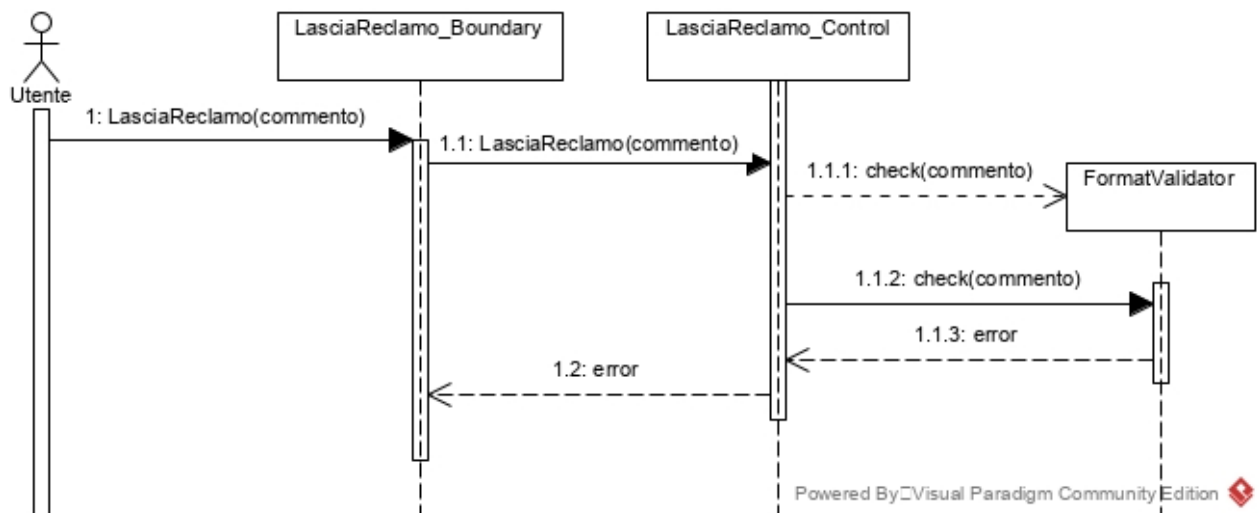 LasciaReclamo_Boundary
LasciaReclamo_Control
Utente
1: LasciaReclamo(commento)
1.1: LasciaReclamo(commento)
1.1.1: check(commento)
FormatValidator
1.1.2: check(commento)
1.1.3: error
1.2: error
Powered By□Visual Paradigm Community Edition